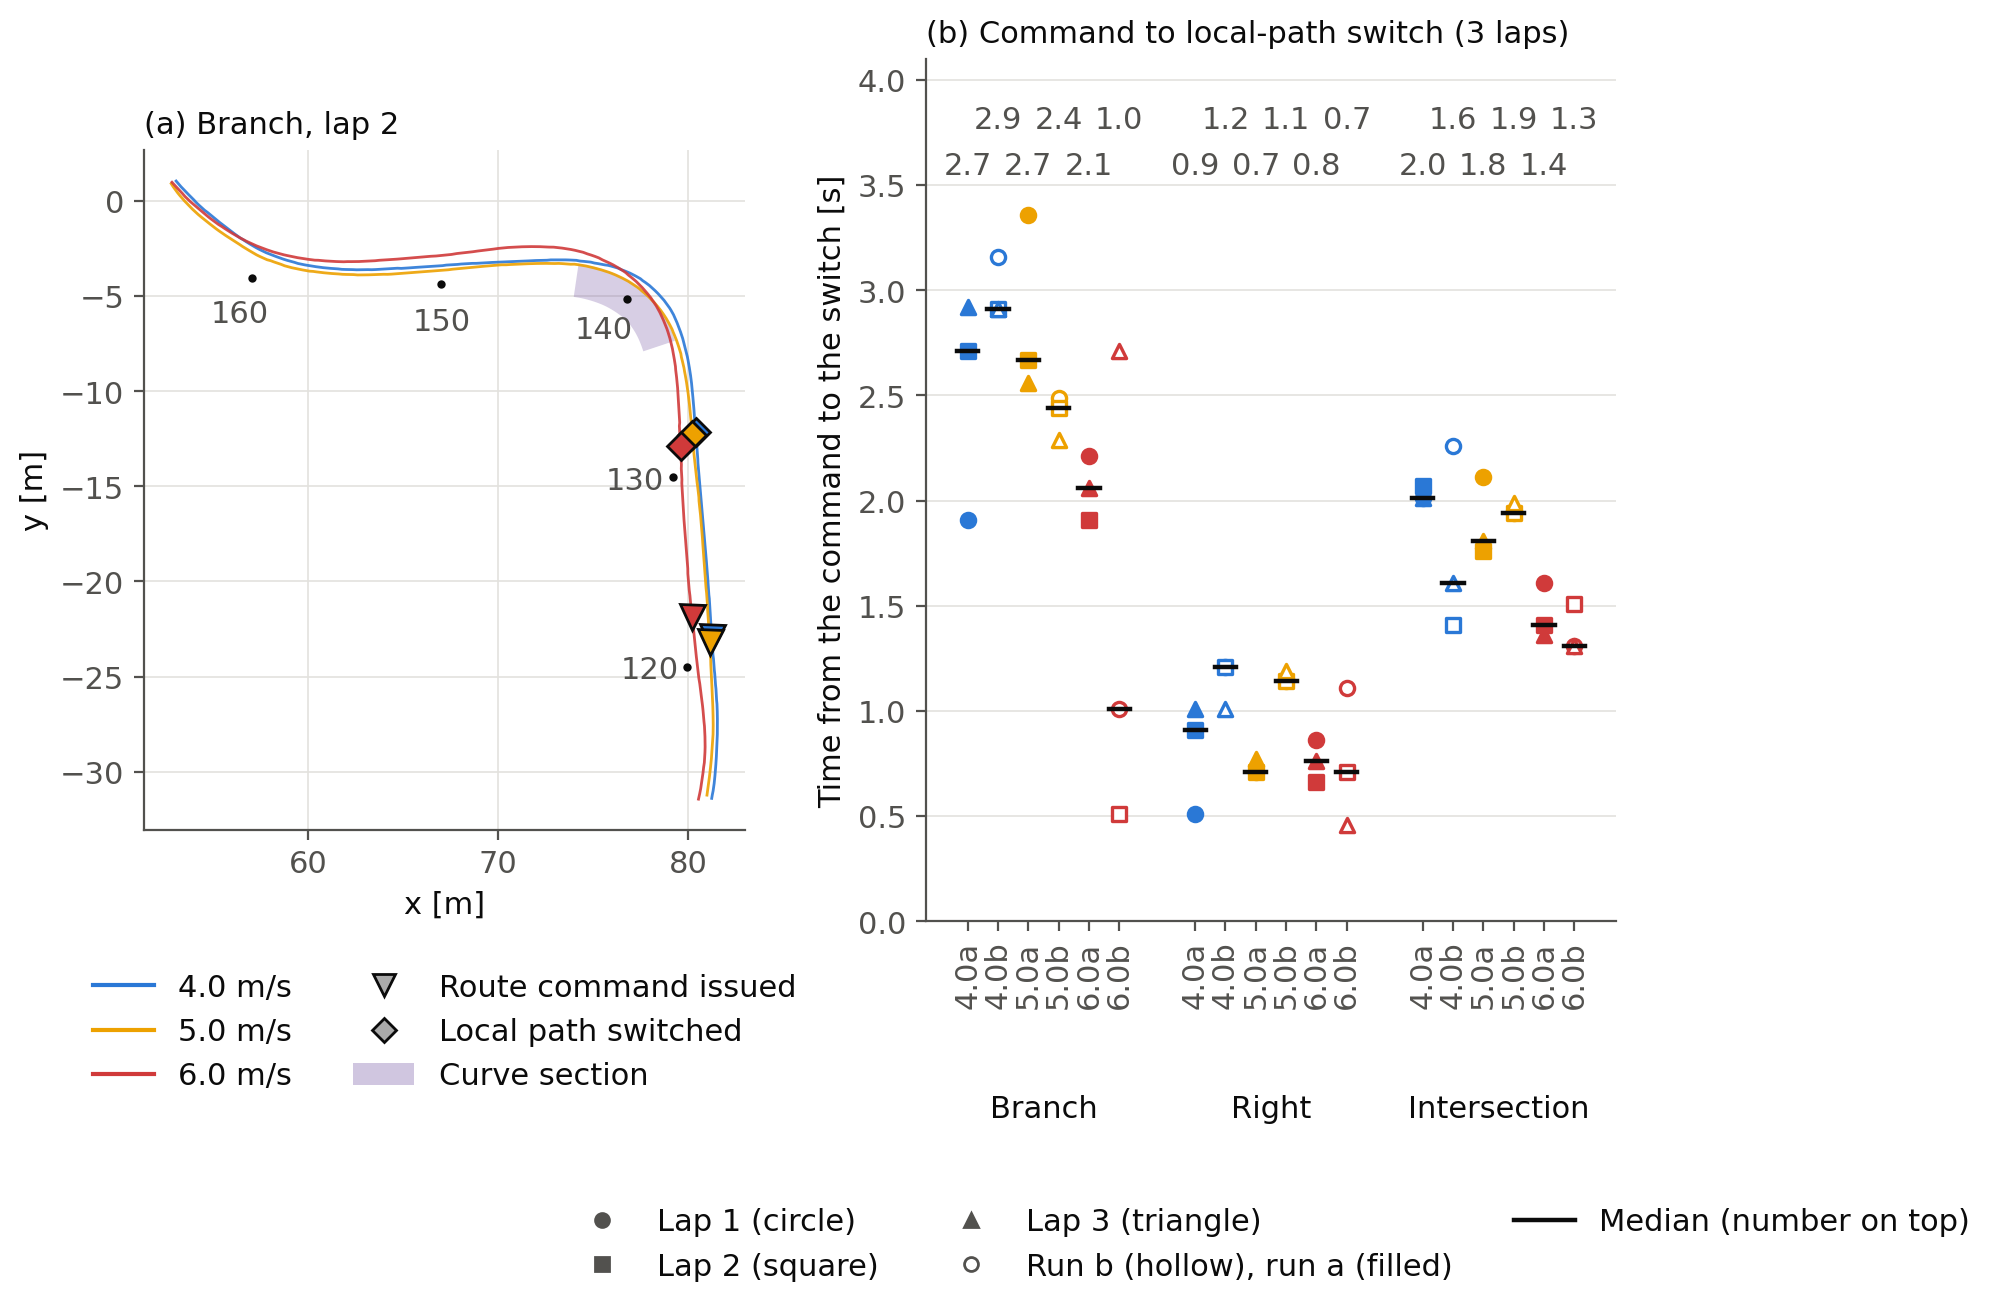 (a) Branch, lap 2
0
−5
−10
−15
−20
−25
−30
y [m]
160
150
140
130
120
60 70 80
x [m]
4.0 m/s
5.0 m/s
6.0 m/s
Route command issued
Local path switched
Curve section
(b) Command to local-path switch (3 laps)
Time from the command to the switch [s]
4.0
3.5
3.0
2.5
2.0
1.5
1.0
0.5
0.0
2.9 2.4 1.0 1.2 1.1 0.7 1.6 1.9 1.3
2.7 2.7 2.1 0.9 0.7 0.8 2.0 1.8 1.4
4.0a 4.0b 5.0a 5.0b 6.0a 6.0b 4.0a 4.0b 5.0a 5.0b 6.0a 6.0b 4.0a 4.0b 5.0a 5.0b 6.0a 6.0b
Branch Right Intersection
Lap 1 (circle)
Lap 2 (square)
Lap 3 (triangle)
Run b (hollow), run a (filled)
Median (number on top)